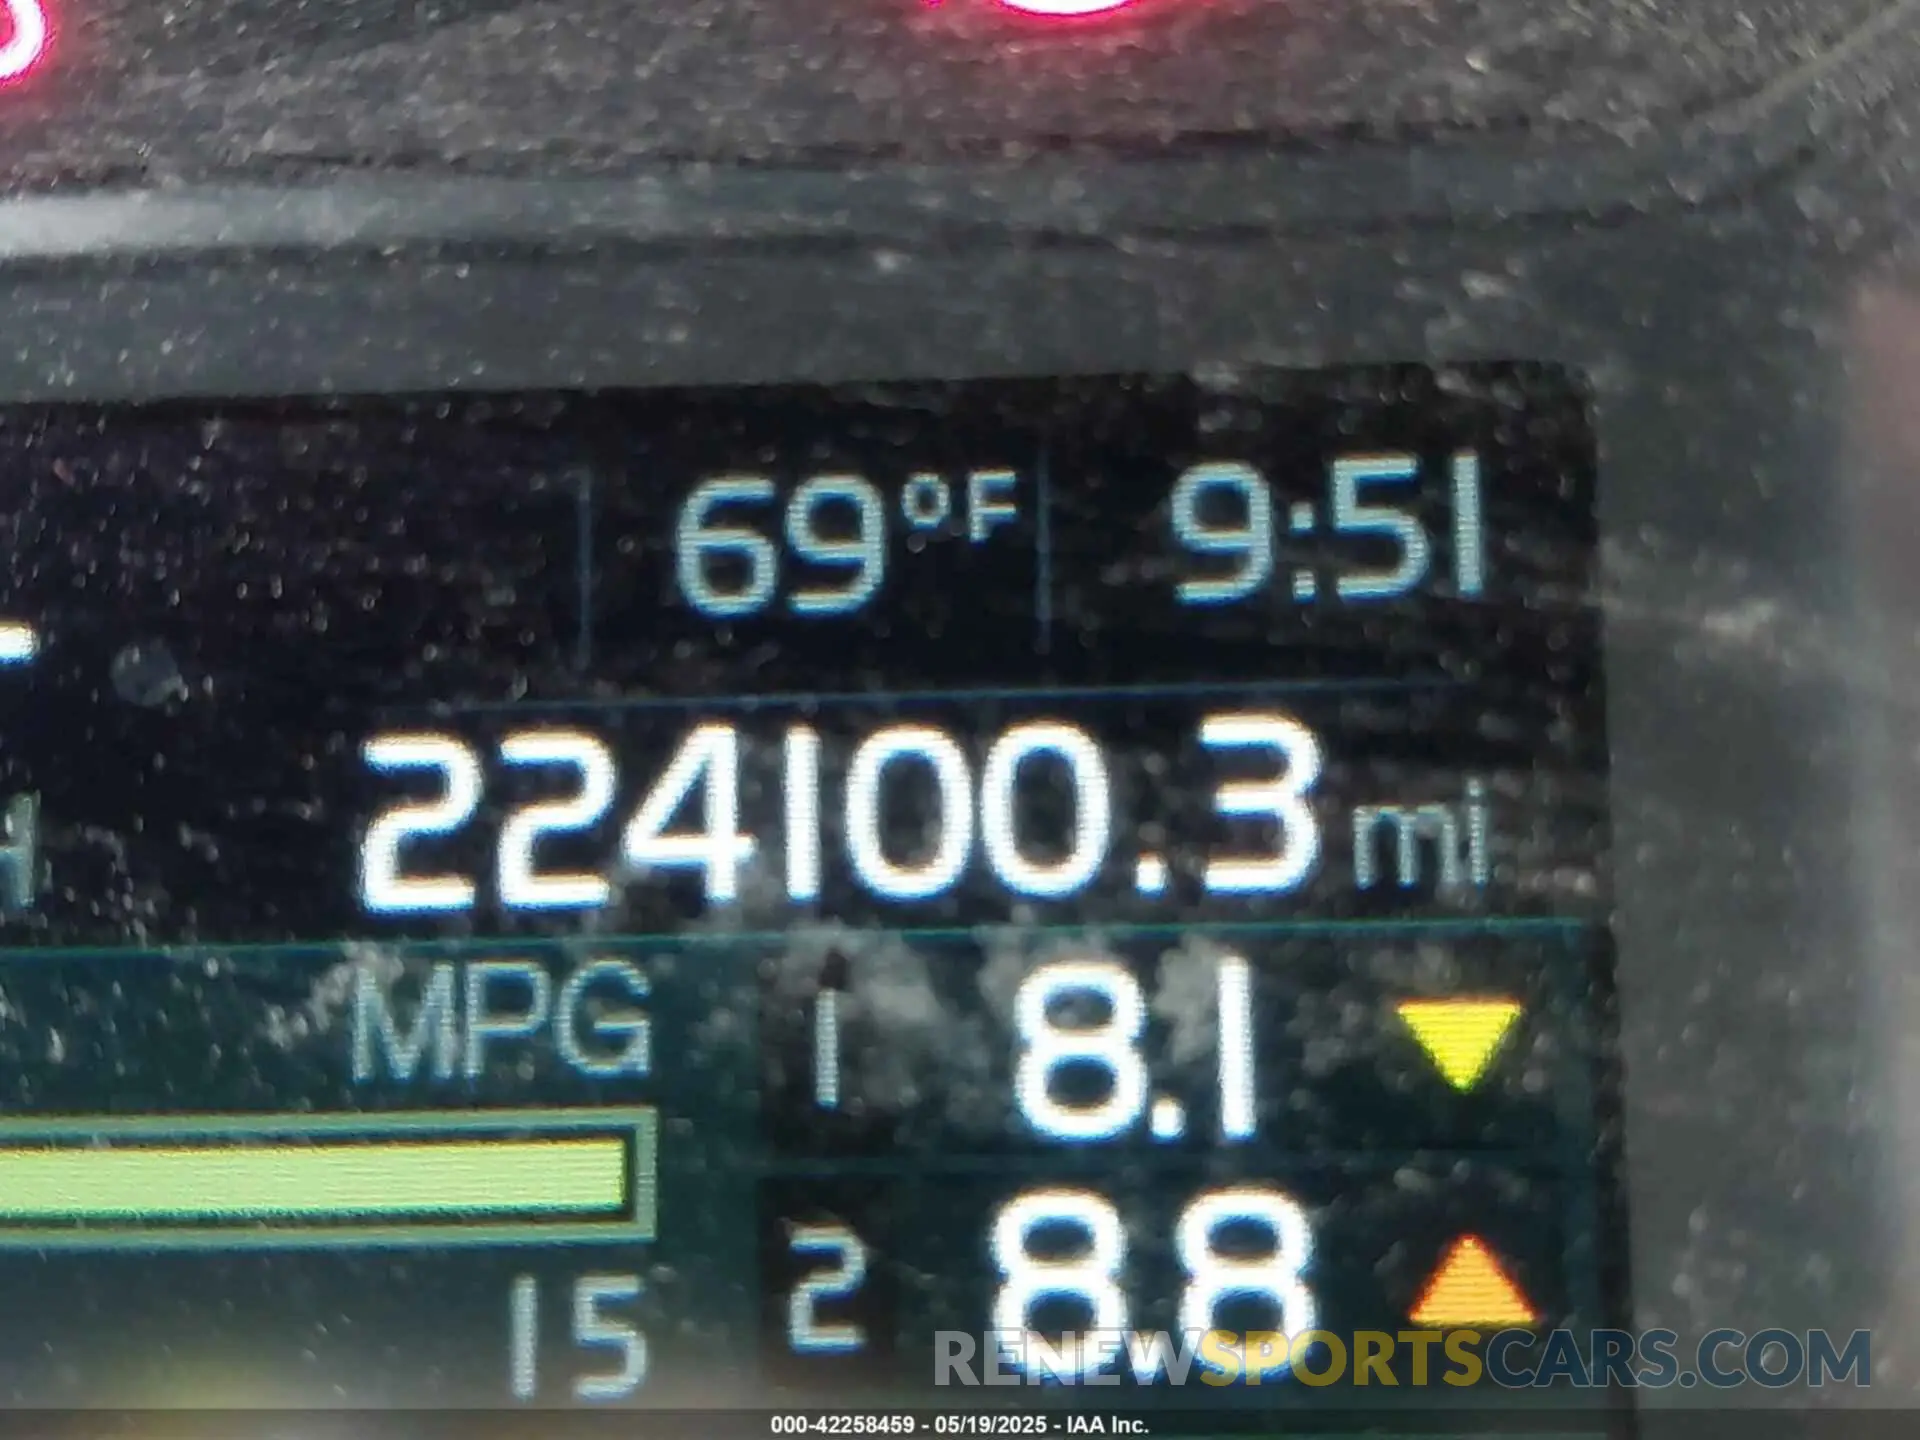 69°F 9:51
224100.3 mi
MPG 1 8.1
2 8.8
15
RENEWSPORTSCARS.COM
000-42258459 - 05/19/2025 - IAA Inc.